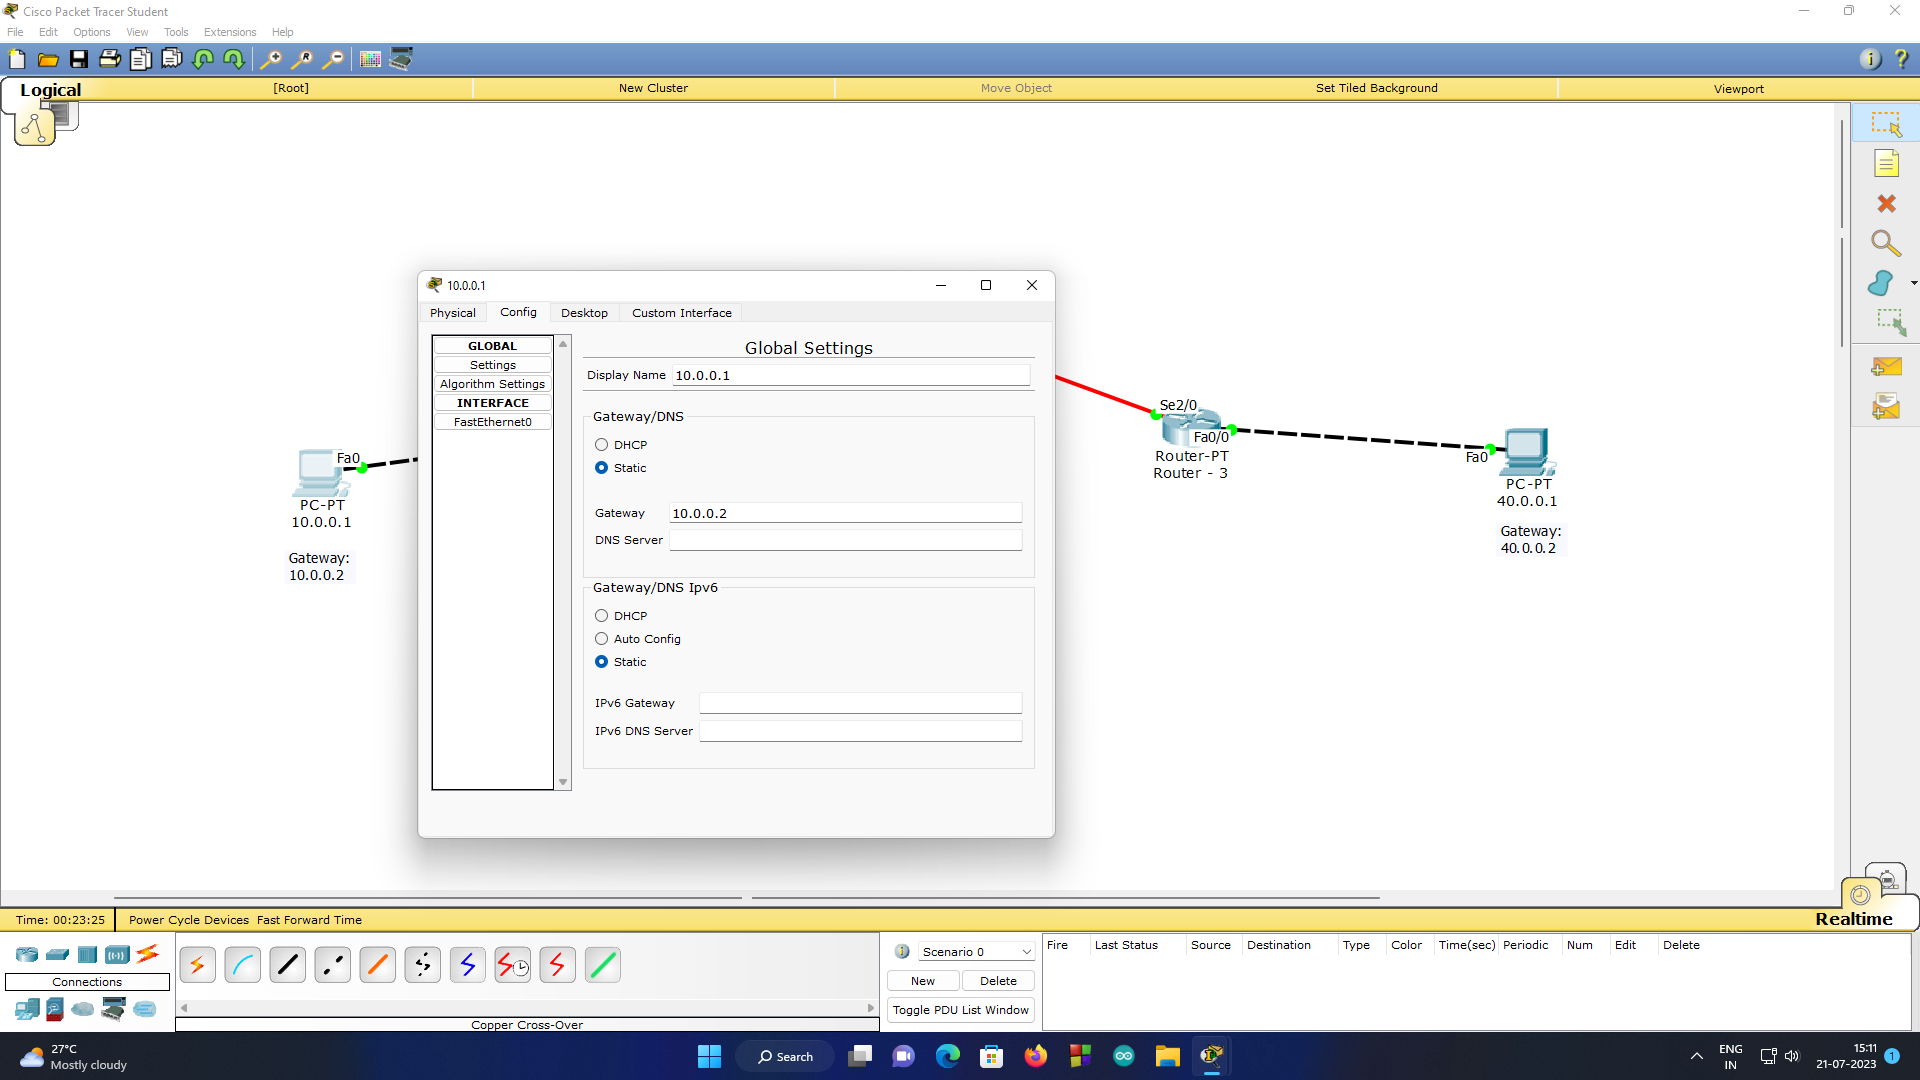 Cisco Packet Tracer Student
File Edit Options View Tools Extensions Help
Logical [Root] New Cluster Move Object Set Tiled Background Viewport
10.0.0.1
Physical Config Desktop Custom Interface
GLOBAL
Settings
Algorithm Settings
INTERFACE
FastEthernet0
Global Settings
Display Name 10.0.0.1
Gateway/DNS
DHCP
Static
Gateway 10.0.0.2
DNS Server
Gateway/DNS Ipv6
DHCP
Auto Config
Static
IPv6 Gateway
IPv6 DNS Server
Fa0
PC-PT
10.0.0.1
Gateway:
10.0.0.2
Se2/0
Fa0/0
Router-PT
Router - 3
Fa0
PC-PT
40.0.0.1
Gateway:
40.0.0.2
Time: 00:23:25 Power Cycle Devices Fast Forward Time
Realtime
Connections
Copper Cross-Over
Scenario 0
New Delete
Toggle PDU List Window
Fire Last Status Source Destination Type Color Time(sec) Periodic Num Edit Delete
27°C
Mostly cloudy
Search
ENG
IN
15:11
21-07-2023
1